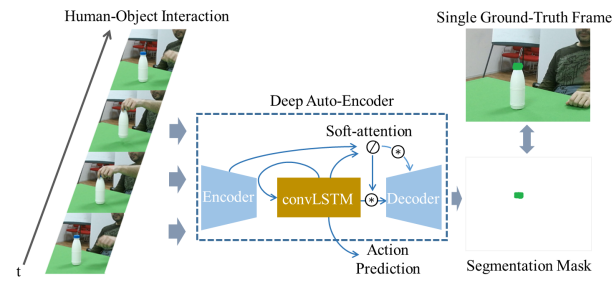 Human-Object Interaction
Single Ground-Truth Frame
Deep Auto-Encoder
Soft-attention
Encoder
convLSTM
Decoder
Action
Prediction
Segmentation Mask
t